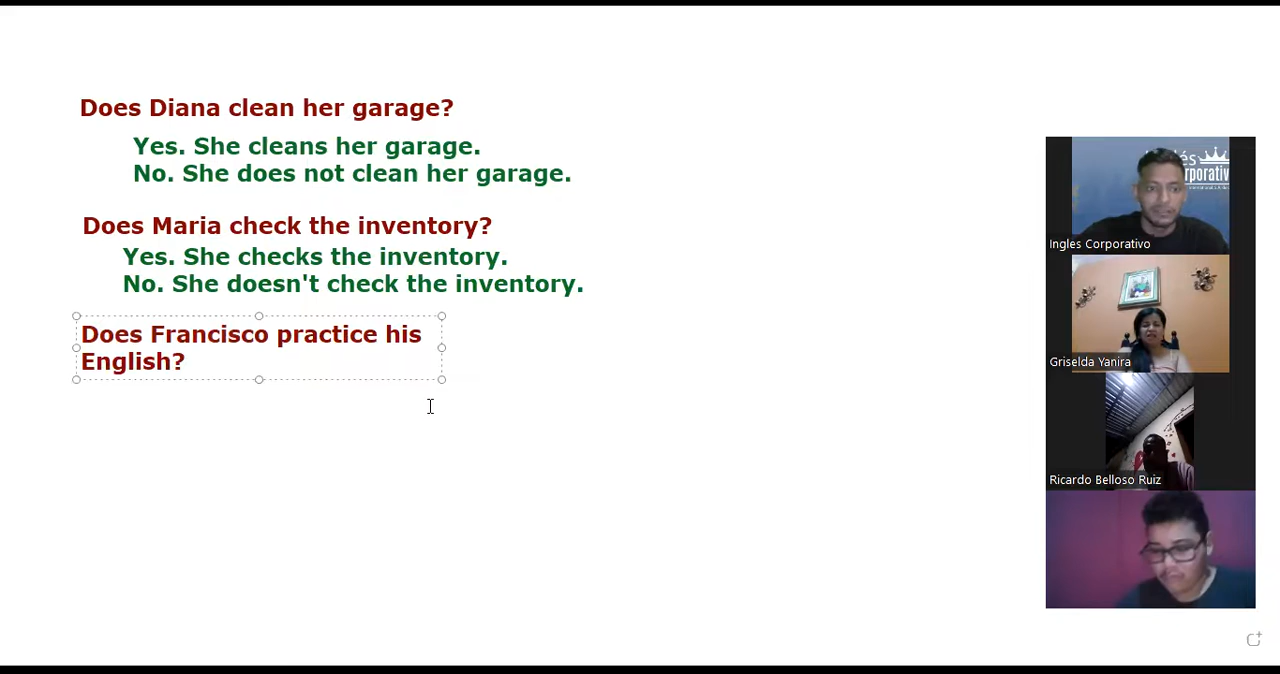 Does Diana clean her garage?
Yes. She cleans her garage.
No. She does not clean her garage.
Does Maria check the inventory?
Yes. She checks the inventory.
No. She doesn't check the inventory.
Does Francisco practice his
English?
Ingles Corporativo
Griselda Yanira
Ricardo Belloso Ruiz